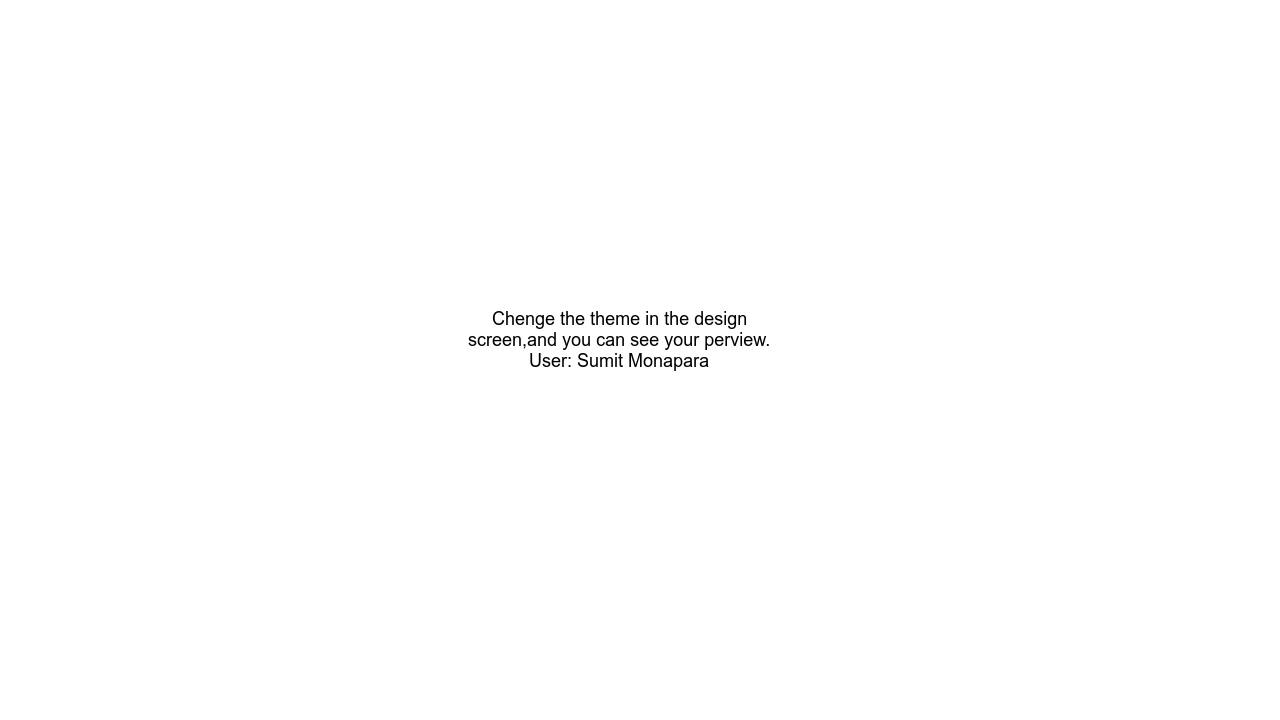 Chenge the theme in the design
screen,and you can see your perview.
User: Sumit Monapara